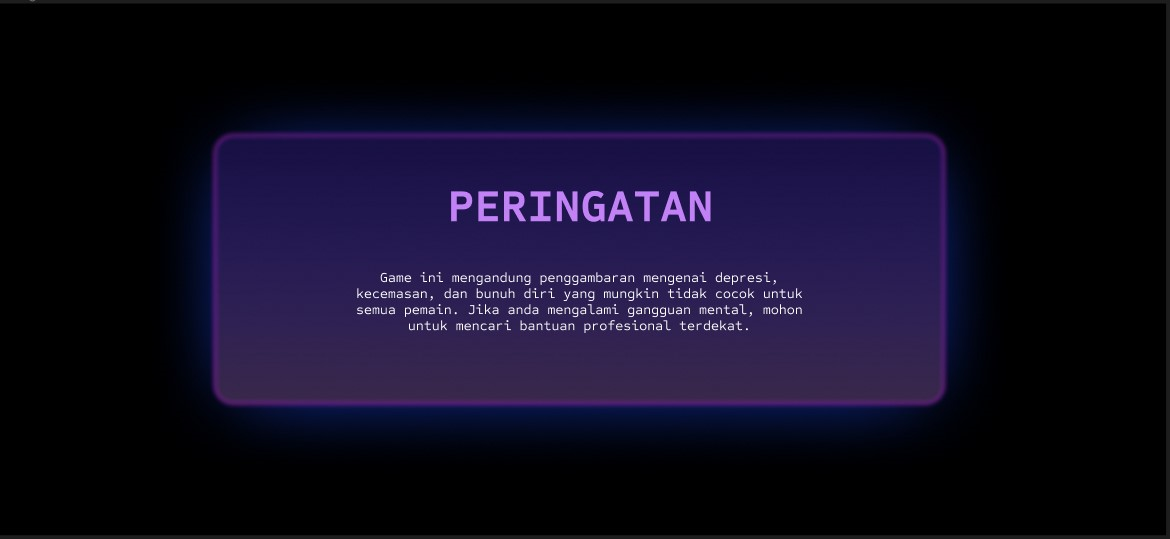 PERINGATAN
Game ini mengandung penggambaran mengenai depresi,
kecemasan, dan bunuh diri yang mungkin tidak cocok untuk
semua pemain. Jika anda mengalami gangguan mental, mohon
untuk mencari bantuan profesional terdekat.